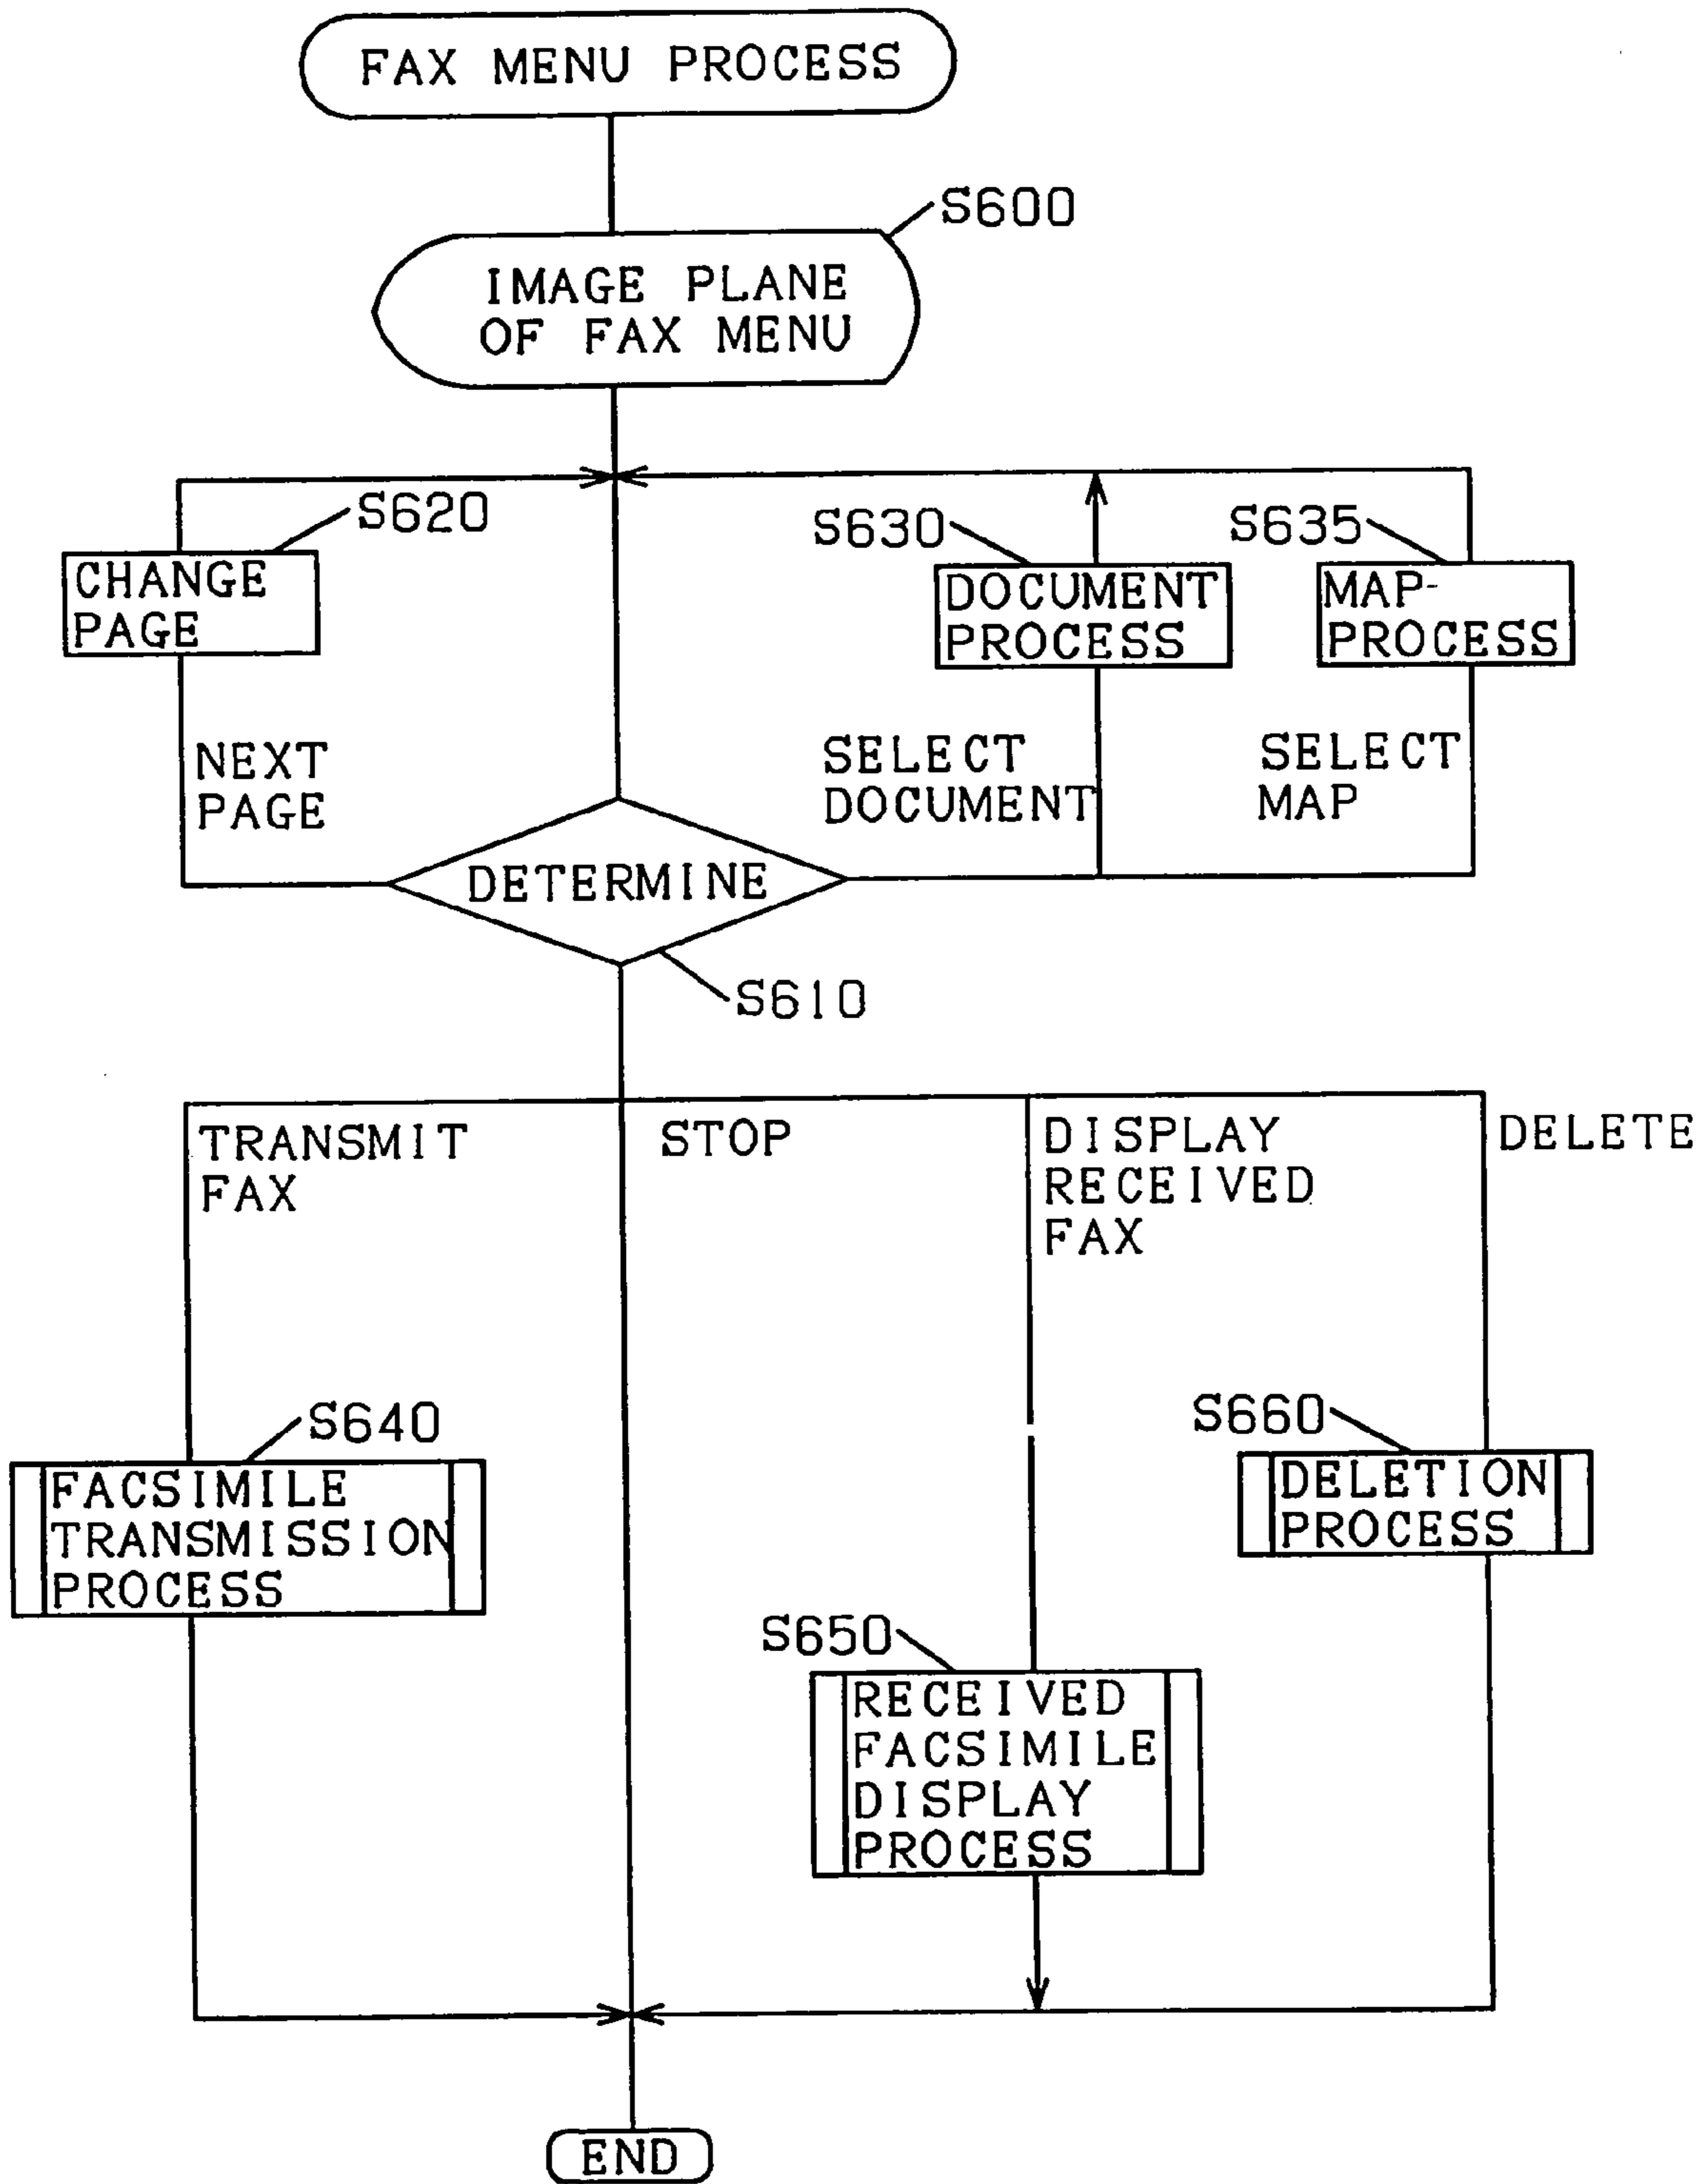 FAX MENU PROCESS
S600
IMAGE PLANE
OF FAX MENU
S620
CHANGE
PAGE
S630
DOCUMENT
PROCESS
S635
MAP-
PROCESS
NEXT
PAGE
SELECT
DOCUMENT
SELECT
MAP
DETERMINE
S610
TRANSMIT
FAX
STOP
DISPLAY
RECEIVED
FAX
DELETE
S640
FACSIMILE
TRANSMISSION
PROCESS
S660
DELETION
PROCESS
S650
RECEIVED
FACSIMILE
DISPLAY
PROCESS
END